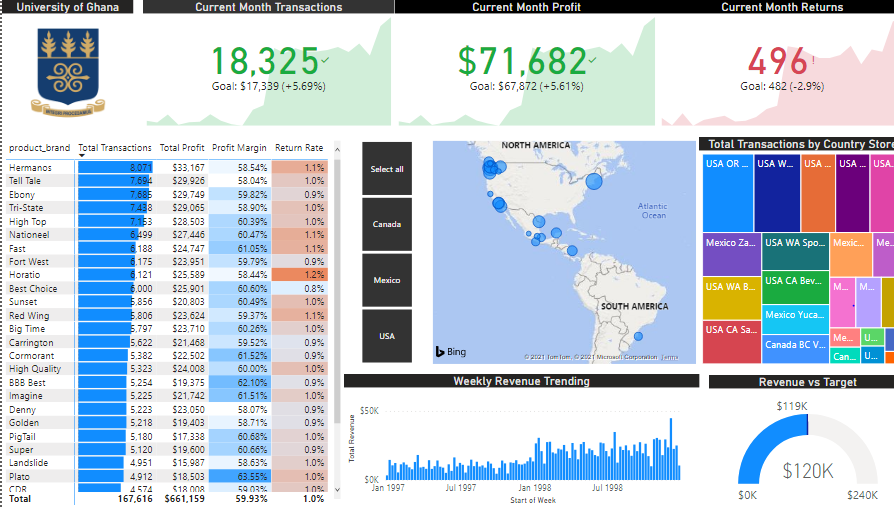 University of Ghana
Current Month Transactions
Current Month Profit
Current Month Returns
18,325
Goal: $17,339 (+5.69%)
$71,682
Goal: $67,872 (+5.61%)
496!
Goal: 482 (-2.9%)
product_brand Total Transactions Total Profit Profit Margin Return Rate
Hermanos 8,071 $33,167 58.54% 1.1%
Tell Tale 7,694 $29,926 58.04% 1.0%
Ebony 7,685 $29,749 59.82% 0.9%
Tri-State 7,438 $29,065 58.90% 1.0%
High Top 7,153 $28,503 60.39% 1.0%
Nationeel 6,499 $27,446 60.47% 1.1%
Fast 6,188 $24,747 61.05% 1.1%
Fort West 6,175 $23,951 59.79% 0.9%
Horatio 6,121 $25,589 58.44% 1.2%
Best Choice 6,000 $25,901 60.60% 0.8%
Sunset 5,856 $20,803 60.49% 1.0%
Red Wing 5,806 $23,624 59.37% 1.1%
Big Time 5,797 $23,710 60.26% 1.0%
Carrington 5,622 $21,468 59.52% 0.9%
Cormorant 5,382 $22,502 61.52% 0.9%
High Quality 5,323 $24,008 60.00% 1.0%
BBB Best 5,254 $19,375 62.10% 0.9%
Imagine 5,225 $21,742 61.51% 0.9%
Denny 5,223 $23,050 58.07% 0.9%
Golden 5,218 $19,403 58.71% 0.9%
PigTail 5,180 $17,338 60.68% 0.9%
Super 5,120 $19,600 60.66% 0.9%
Landslide 4,951 $15,987 58.63% 1.0%
Plato 4,912 $18,503 63.55% 1.0%
CDR 4,574 $18,008 59.03% 1.0%
Total 167,616 $661,159 59.93% 1.0%
Select all
Canada
Mexico
USA
NORTH AMERICA
Atlantic
Ocean
SOUTH AMERICA
Bing
© 2021 TomTom, © 2021 Microsoft Corporation Terms
Total Transactions by Country Store
USA OR ...
USA W...
USA ...
USA ...
USA...
Mexico Za...
USA WA Spo...
Mexic...
Me...
USA WA B...
USA CA Bev...
M...
M...
Mexico Yuca...
USA CA Sa...
Canada BC V...
Me...
U...
Can...
U...
Weekly Revenue Trending
Total Revenue
$50K
$0K
Jan 1997
Jul 1997
Jan 1998
Jul 1998
Start of Week
Revenue vs Target
$119K
$120K
$0K
$240K